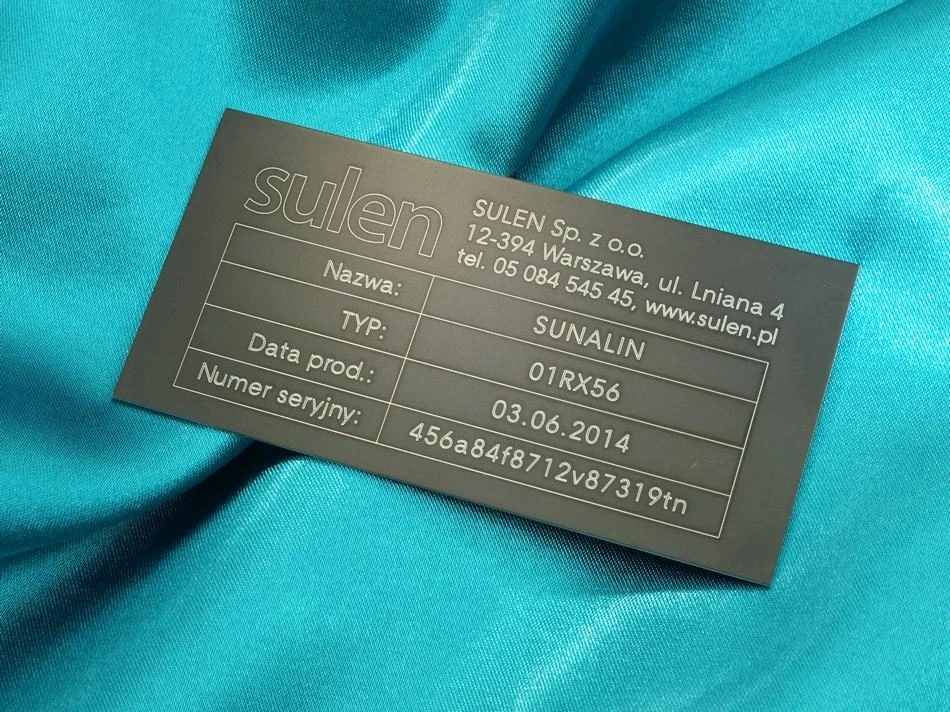 sulen
SULEN Sp. z o.o.
12-394 Warszawa, ul. Lniana 4
tel. 05 084 545 45, www.sulen.pl
Nazwa: SUNALIN
TYP: 01RX56
Data prod.: 03.06.2014
Numer seryjny: 456a84f8712v87319tn